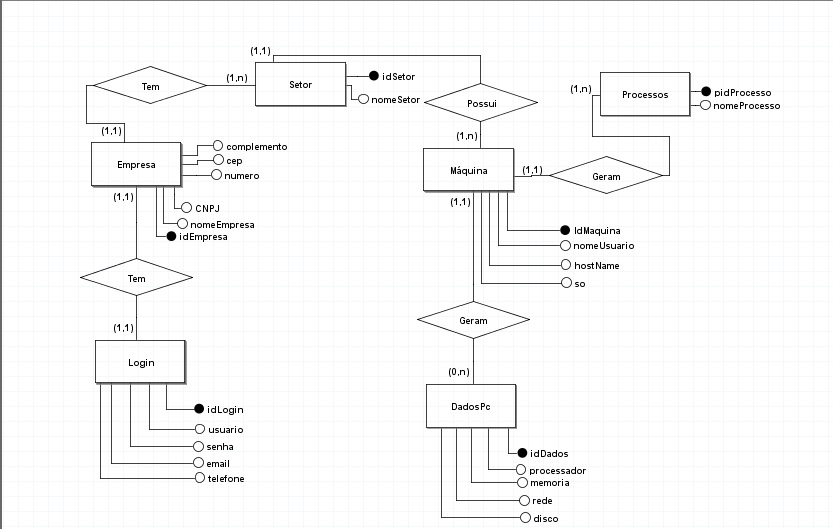 (1,1)
Tem
(1,n)
Setor
idSetor
nomeSetor
Possui
(1,n)
Processos
pidProcesso
nomeProcesso
(1,1)
Empresa
complemento
cep
numero
(1,n)
Máquina
(1,1)
Geram
(1,1)
CNPJ
nomeEmpresa
idEmpresa
(1,1)
IdMaquina
nomeUsuario
hostName
so
Tem
Geram
(1,1)
Login
(0,n)
DadosPc
idLogin
usuario
senha
email
telefone
idDados
processador
memoria
rede
disco